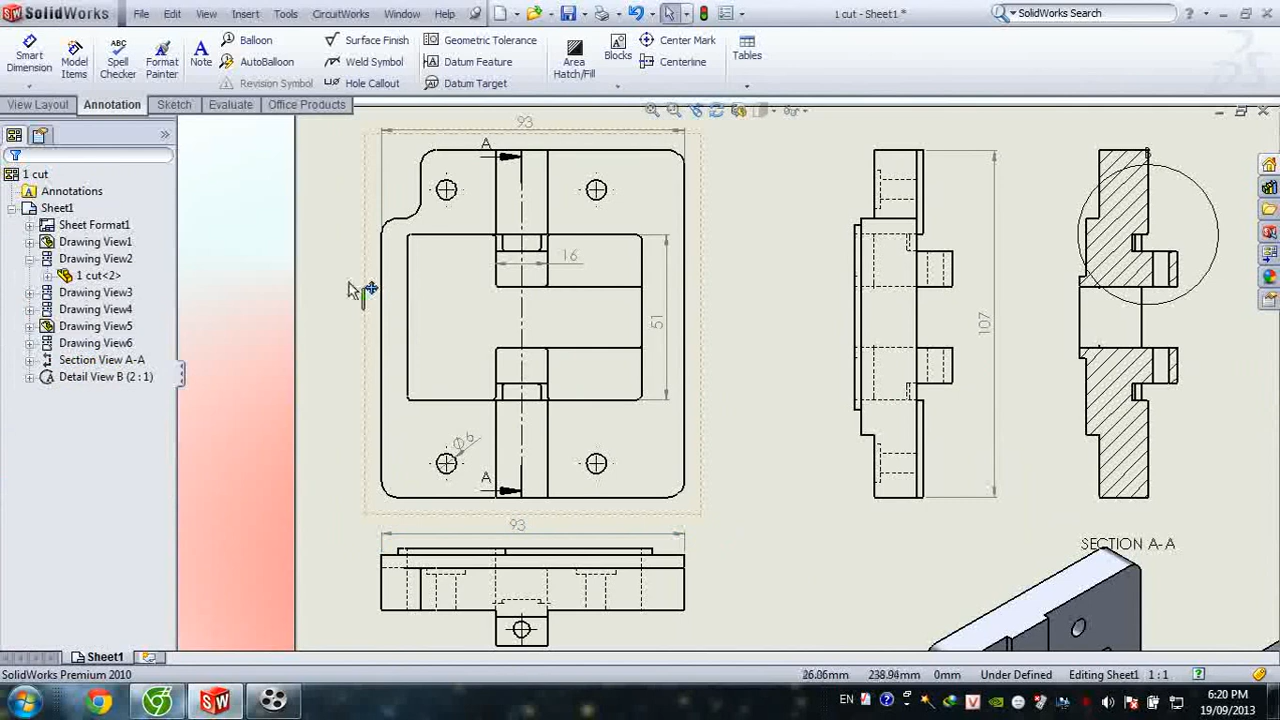 SolidWorks File Edit View Insert Tools CircuitWorks Window Help 1 cut - Sheet1 * SolidWorks Search
Smart Dimension
Model Items
ABC
Spell Checker
Format Painter
A
Note
Balloon
AutoBalloon
Revision Symbol
Surface Finish
Weld Symbol
Hole Callout
Geometric Tolerance
Datum Feature
Datum Target
Area Hatch/Fill
Blocks
Center Mark
Centerline
Tables
View Layout Annotation Sketch Evaluate Office Products
1 cut
Annotations
Sheet1
Sheet Format1
Drawing View1
Drawing View2
1 cut<2>
Drawing View3
Drawing View4
Drawing View5
Drawing View6
Section View A-A
Detail View B (2 : 1)
93
A
16
51
Φ6
A
93
107
B
SECTION A-A
Sheet1
SolidWorks Premium 2010 26.06mm 238.94mm 0mm Under Defined Editing Sheet1 1 : 1
EN 6:20 PM
19/09/2013